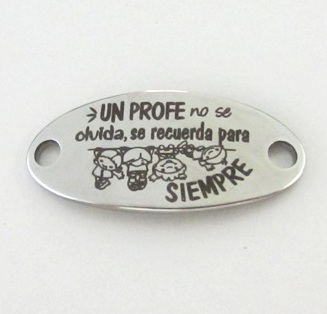 UN PROFE no se
olvida, se recuerda para
SIEMPRE